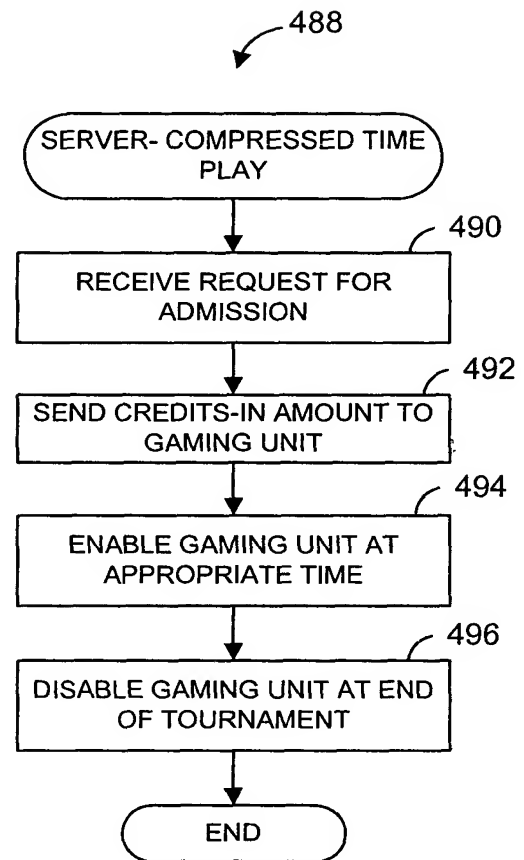 488
SERVER- COMPRESSED TIME
PLAY
490
RECEIVE REQUEST FOR
ADMISSION
492
SEND CREDITS-IN AMOUNT TO
GAMING UNIT
494
ENABLE GAMING UNIT AT
APPROPRIATE TIME
496
DISABLE GAMING UNIT AT END
OF TOURNAMENT
END